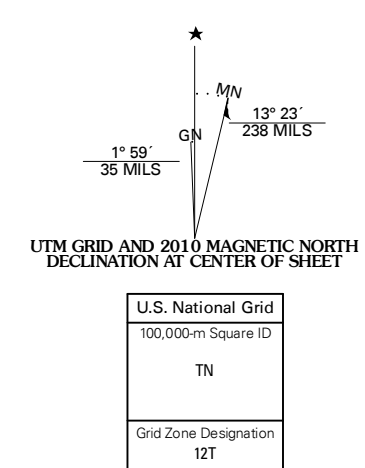 ★
MN
13° 23´
238 MILS
GN
1° 59´
35 MILS
UTM GRID AND 2010 MAGNETIC NORTH
DECLINATION AT CENTER OF SHEET
U.S. National Grid
100,000-m Square ID
TN
Grid Zone Designation
12T